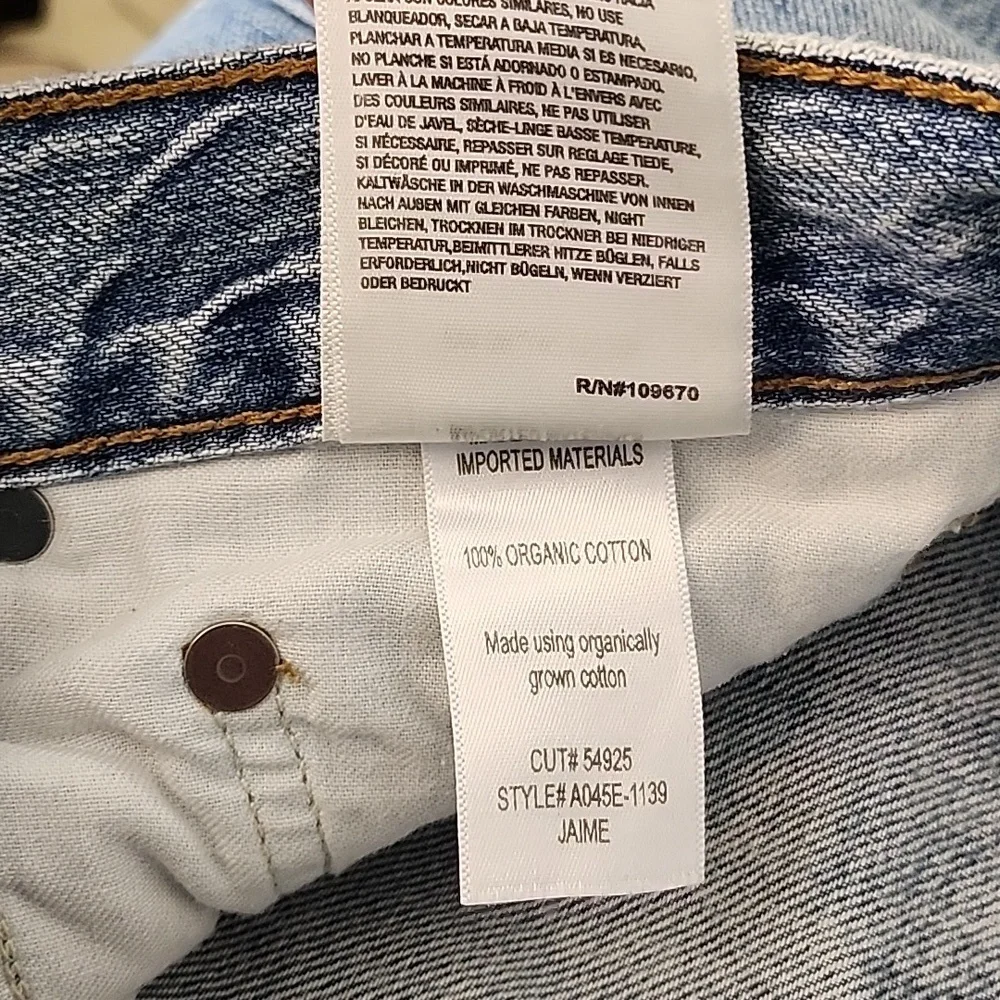 BLANQUEADOR, SECAR A BAJA TEMPERATURA,
PLANCHAR A TEMPERATURA MEDIA SI ES NECESARIO,
NO PLANCHE SI ESTÁ ADORNADO O ESTAMPADO.
LAVER À LA MACHINE À FROID À L'ENVERS AVEC
DES COULEURS SIMILAIRES, NE PAS UTILISER
D'EAU DE JAVEL, SÈCHE-LINGE BASSE TEMPERATURE,
SI NÉCESSAIRE, REPASSER SUR REGLAGE TIEDE,
SI DÉCORÉ OU IMPRIMÉ, NE PAS REPASSER.
KALTWÄSCHE IN DER WASCHMASCHINE VON INNEN
NACH AUßEN MIT GLEICHEN FARBEN, NIGHT
BLEICHEN, TROCKNEN IM TROCKNER BEI NIEDRIGER
TEMPERATUR,BEIMITTLERER HITZE BÜGLEN, FALLS
ERFORDERLICH,NICHT BÜGELN, WENN VERZIERT
ODER BEDRUCKT
R/N#109670
IMPORTED MATERIALS
100% ORGANIC COTTON
Made using organically
grown cotton
CUT# 54925
STYLE# A045E-1139
JAIME